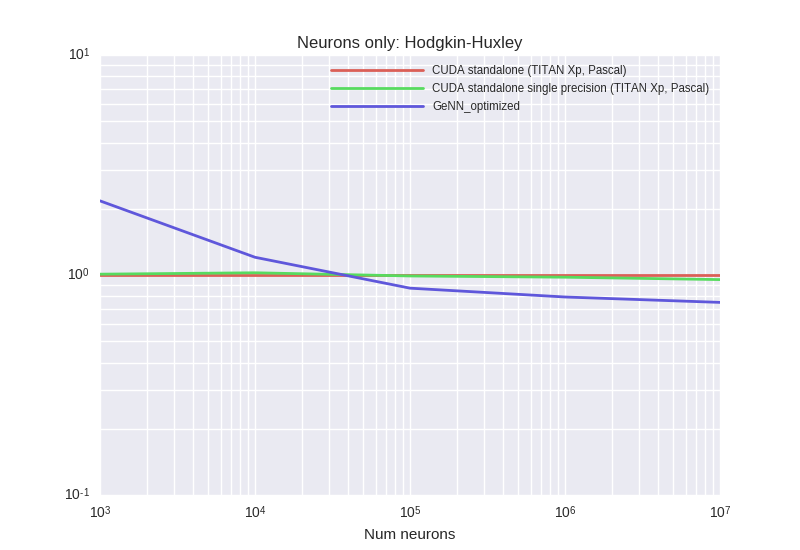 Neurons only: Hodgkin-Huxley
10¹
CUDA standalone (TITAN Xp, Pascal)
CUDA standalone single precision (TITAN Xp, Pascal)
GeNN_optimized
10⁰
10⁻¹
10³ 10⁴ 10⁵ 10⁶ 10⁷
Num neurons